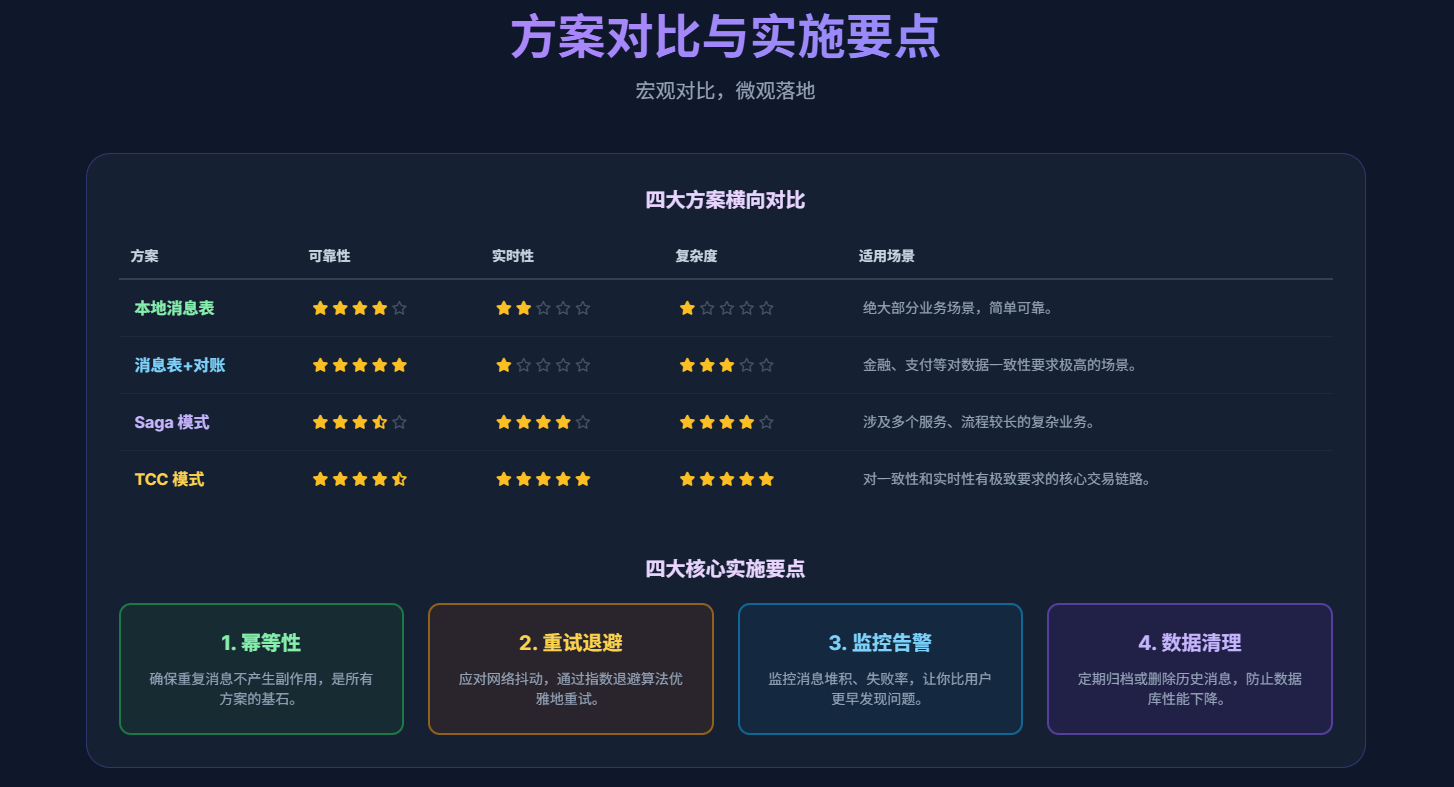 方案对比与实施要点
宏观对比，微观落地
四大方案横向对比
方案 可靠性 实时性 复杂度 适用场景
本地消息表 绝大部分业务场景，简单可靠。
消息表+对账 金融、支付等对数据一致性要求极高的场景。
Saga 模式 涉及多个服务、流程较长的复杂业务。
TCC 模式 对一致性和实时性有极致要求的核心交易链路。
四大核心实施要点
1. 幂等性
确保重复消息不产生副作用，是所有
方案的基石。
2. 重试退避
应对网络抖动，通过指数退避算法优
雅地重试。
3. 监控告警
监控消息堆积、失败率，让你比用户
更早发现问题。
4. 数据清理
定期归档或删除历史消息，防止数据
库性能下降。